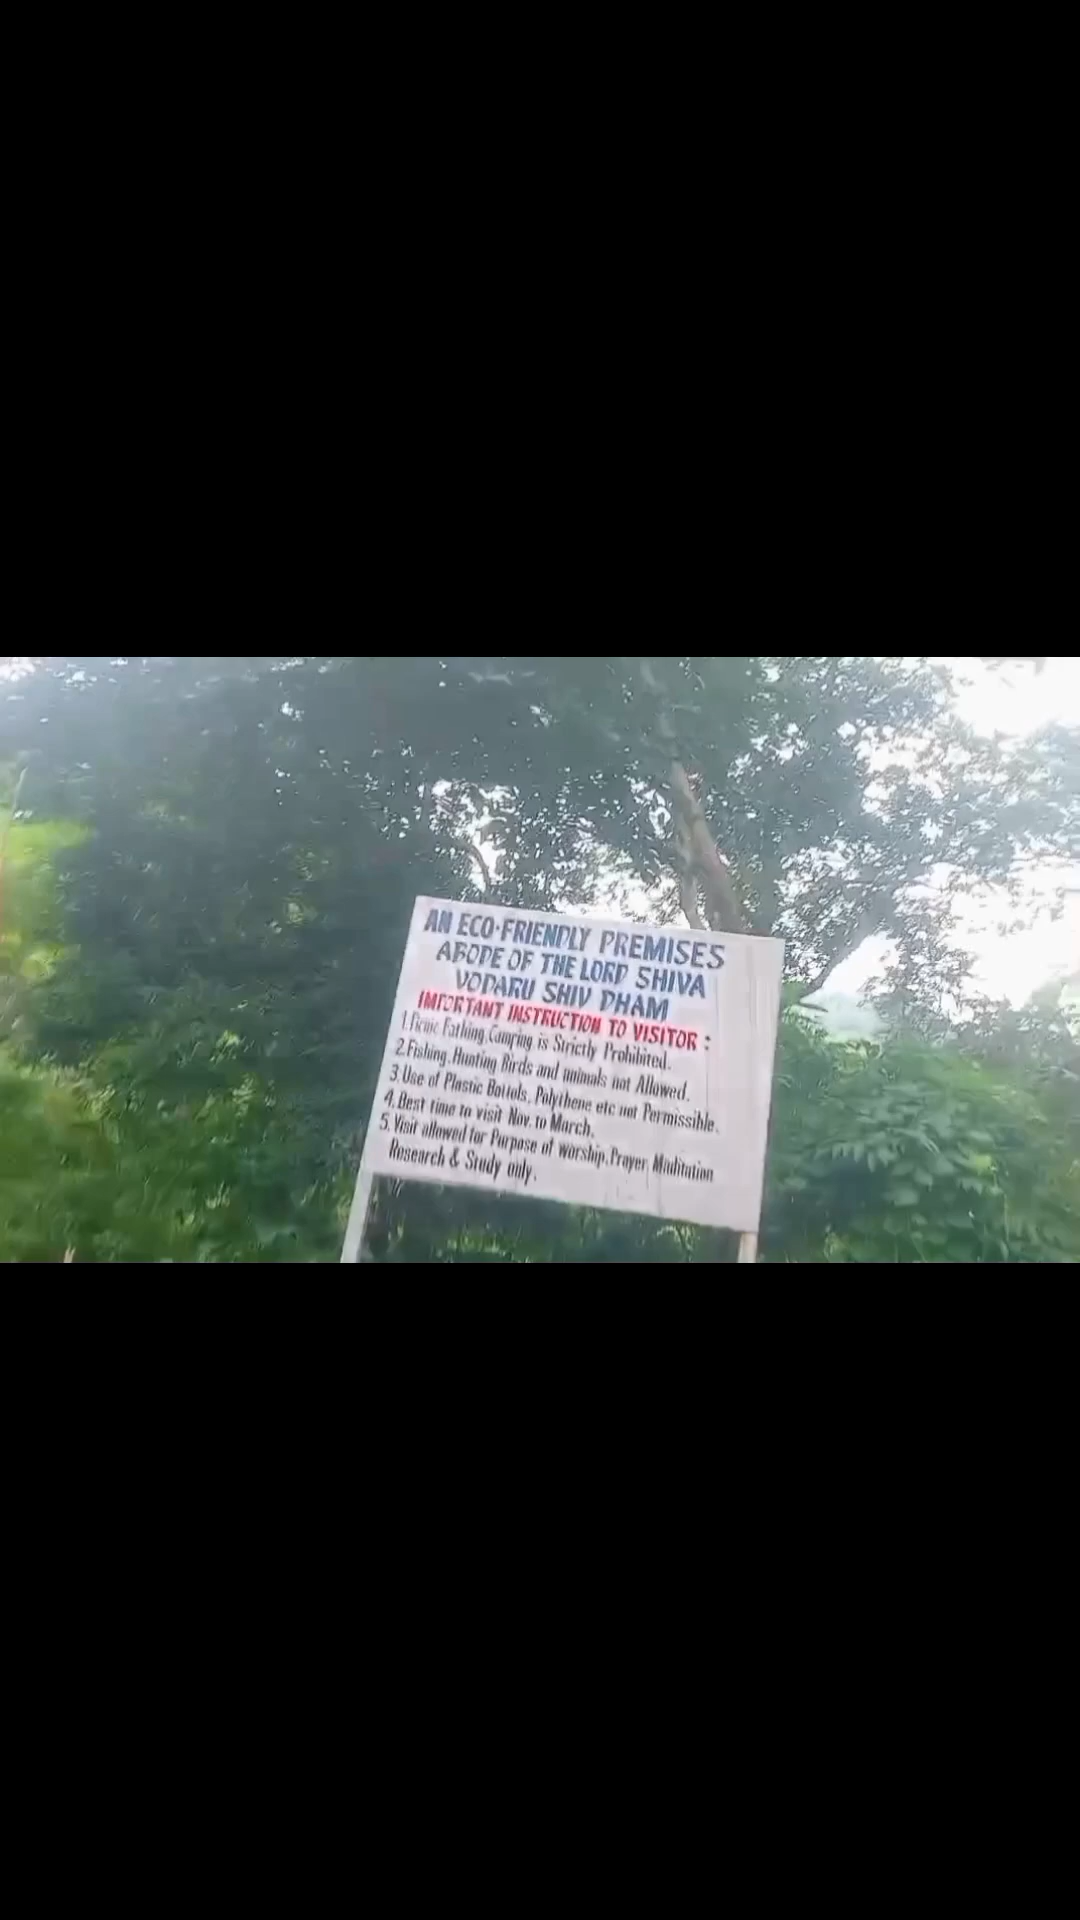 AN ECO-FRIENDLY PREMISES
ABODE OF THE LORD SHIVA
VODARU SHIV DHAM
IMPORTANT INSTRUCTION TO VISITOR :
1. Picnic Camping is Strictly Prohibired.
2. Fishing, Hunting Birds and animals not Allowed.
3. Use of Plastic Bottols, Polythene etc not Permissible.
4. Best time to visit Nov. to March.
5. Visit allowed for Purpose of worship, Prayer, Maditation
Research & Study only.